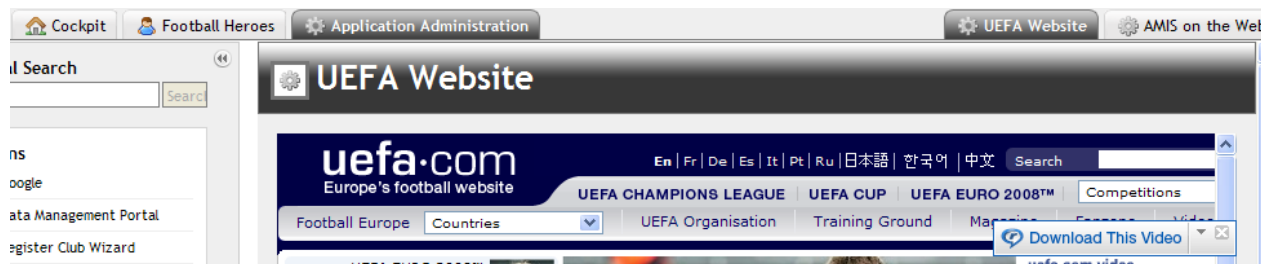 Cockpit Football Heroes Application Administration UEFA Website AMIS on the Web
l Search
Search
UEFA Website
ns
oogle
ata Management Portal
egister Club Wizard
uefa.com
Europe's football website
En | Fr | De | Es | It | Pt | Ru | 日本語 | 한국어 | 中文 Search
UEFA CHAMPIONS LEAGUE UEFA CUP UEFA EURO 2008™ Competitions
Football Europe Countries UEFA Organisation Training Ground
Download This Video